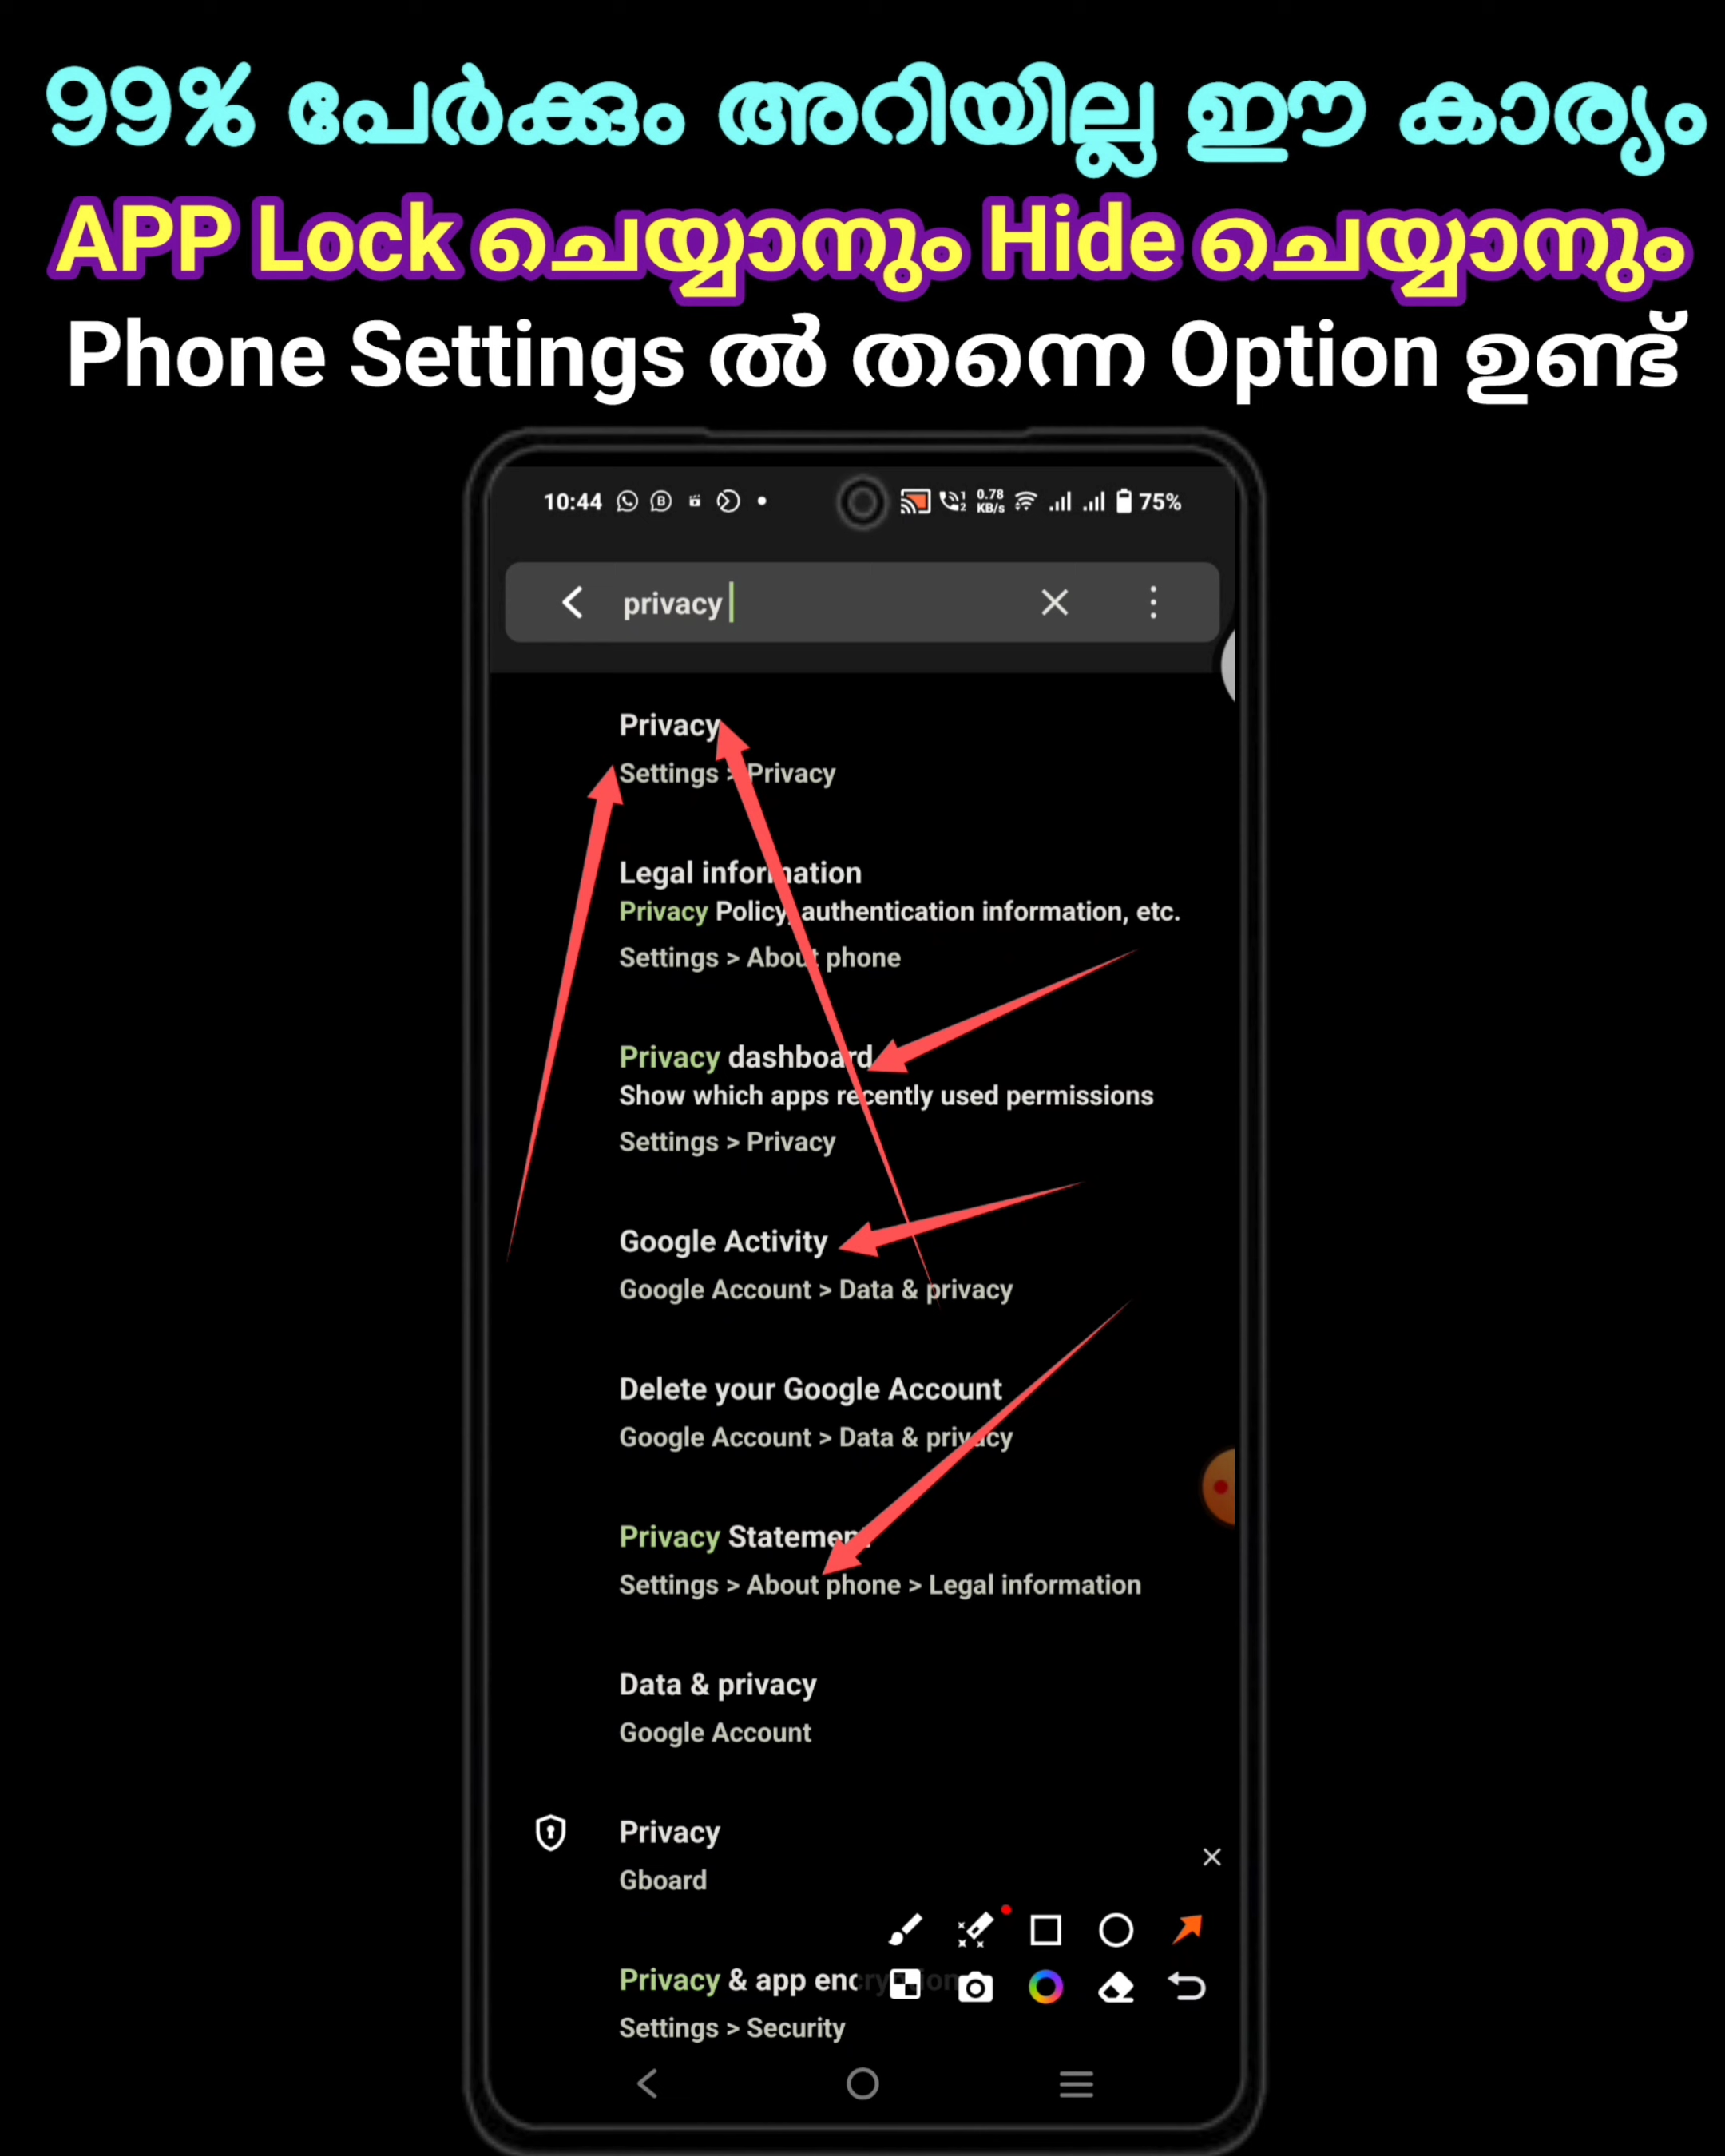 99% പേർക്കും അറിയില്ല ഈ കാര്യം
APP Lock ചെയ്യാനും Hide ചെയ്യാനും
Phone Settings ൽ തന്നെ Option ഉണ്ട്
10:44 0.78 KB/s 75%
privacy
Privacy
Settings > Privacy
Legal information
Privacy Policy, authentication information, etc.
Settings > About phone
Privacy dashboard
Show which apps recently used permissions
Settings > Privacy
Google Activity
Google Account > Data & privacy
Delete your Google Account
Google Account > Data & privacy
Privacy Statement
Settings > About phone > Legal information
Data & privacy
Google Account
Privacy
Gboard
Privacy & app encryption
Settings > Security